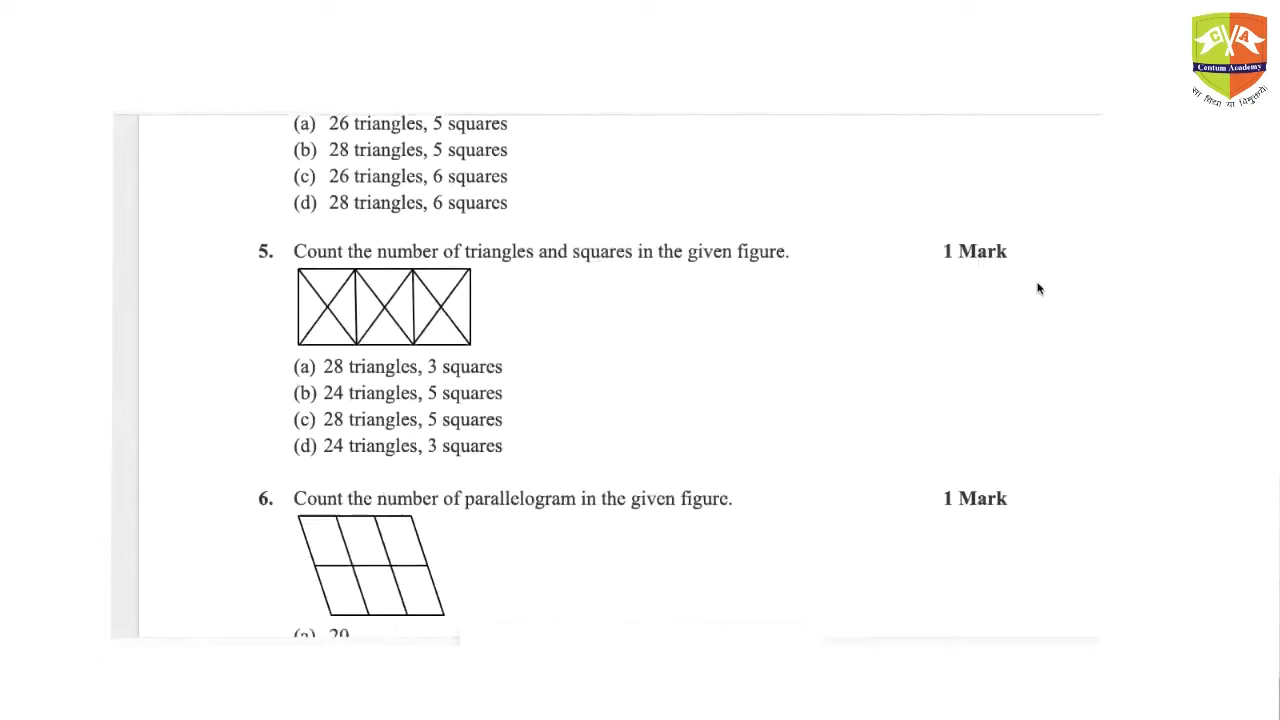 C A
Centum Academy
सा विद्या या विमुक्तये
(a) 26 triangles, 5 squares
(b) 28 triangles, 5 squares
(c) 26 triangles, 6 squares
(d) 28 triangles, 6 squares
5. Count the number of triangles and squares in the given figure. 1 Mark
(a) 28 triangles, 3 squares
(b) 24 triangles, 5 squares
(c) 28 triangles, 5 squares
(d) 24 triangles, 3 squares
6. Count the number of parallelogram in the given figure. 1 Mark
(a) 20